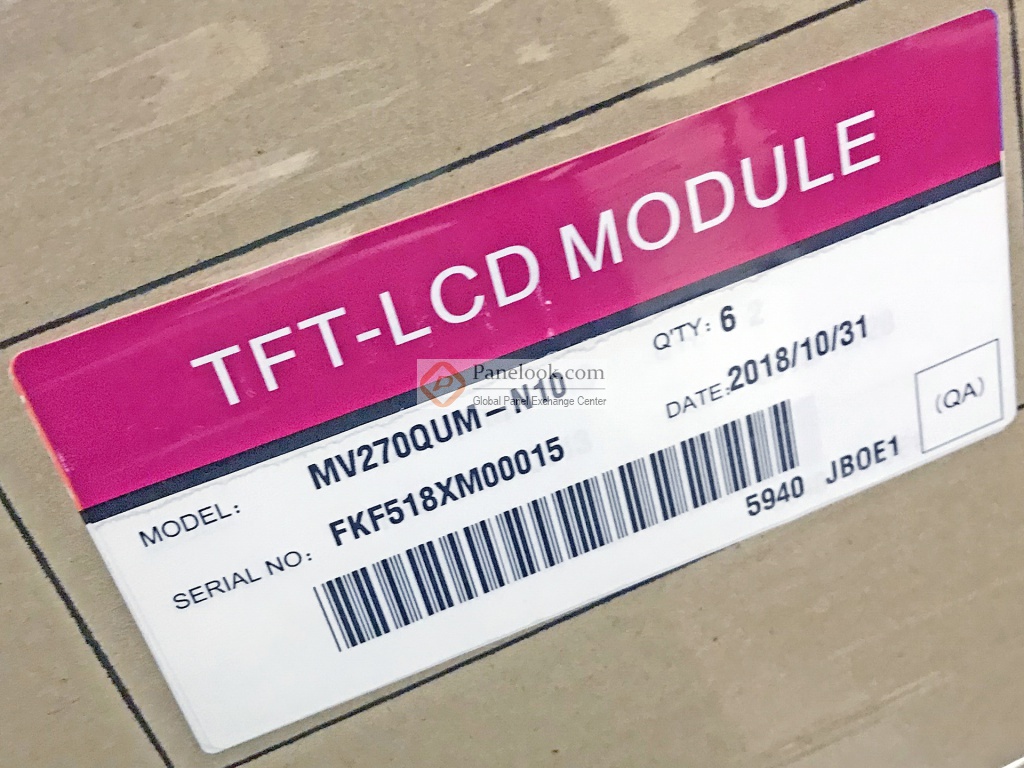 TFT-LCD MODULE
MODEL: MV270QUM-N10 Q'TY: 6
SERIAL NO: FKF518XM00015 DATE: 2018/10/31
5940 JBOE1
(QA)
Panelook.com
Global Panel Exchange Center